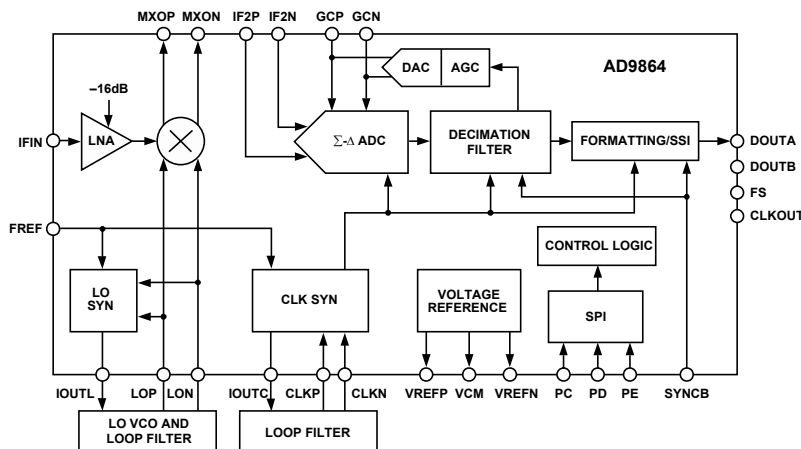 MXOP MXON IF2P IF2N GCP GCN
DAC AGC
AD9864
–16dB
IFIN
LNA
Σ-Δ ADC
DECIMATION
FILTER
FORMATTING/SSI
DOUTA
DOUTB
FS
CLKOUT
FREF
LO
SYN
CLK SYN
VOLTAGE
REFERENCE
CONTROL LOGIC
SPI
IOUTL LOP LON IOUTC CLKP CLKN VREFP VCM VREFN PC PD PE SYNCB
LO VCO AND
LOOP FILTER
LOOP FILTER